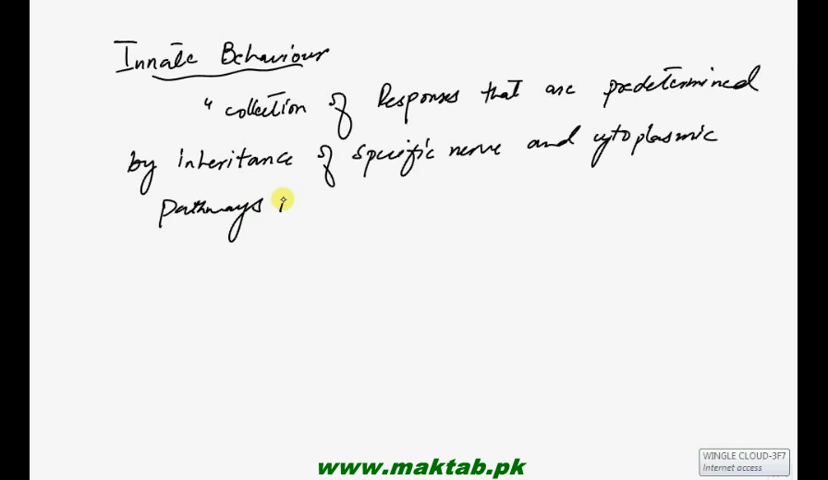 Innate Behaviour
" collection of Responses that are predetermined
by inheritance of specific nerve and cytoplasmic
pathways i
www.maktab.pk
WINGLE CLOUD-3F7
Internet access